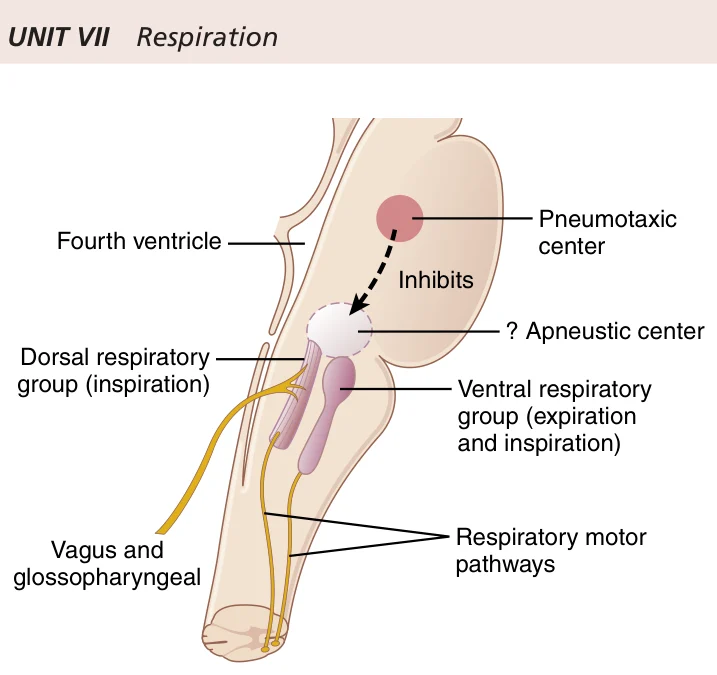 UNIT VII Respiration
Pneumotaxic
center
Fourth ventricle
Inhibits
? Apneustic center
Dorsal respiratory
group (inspiration)
Ventral respiratory
group (expiration
and inspiration)
Vagus and
glossopharyngeal
Respiratory motor
pathways